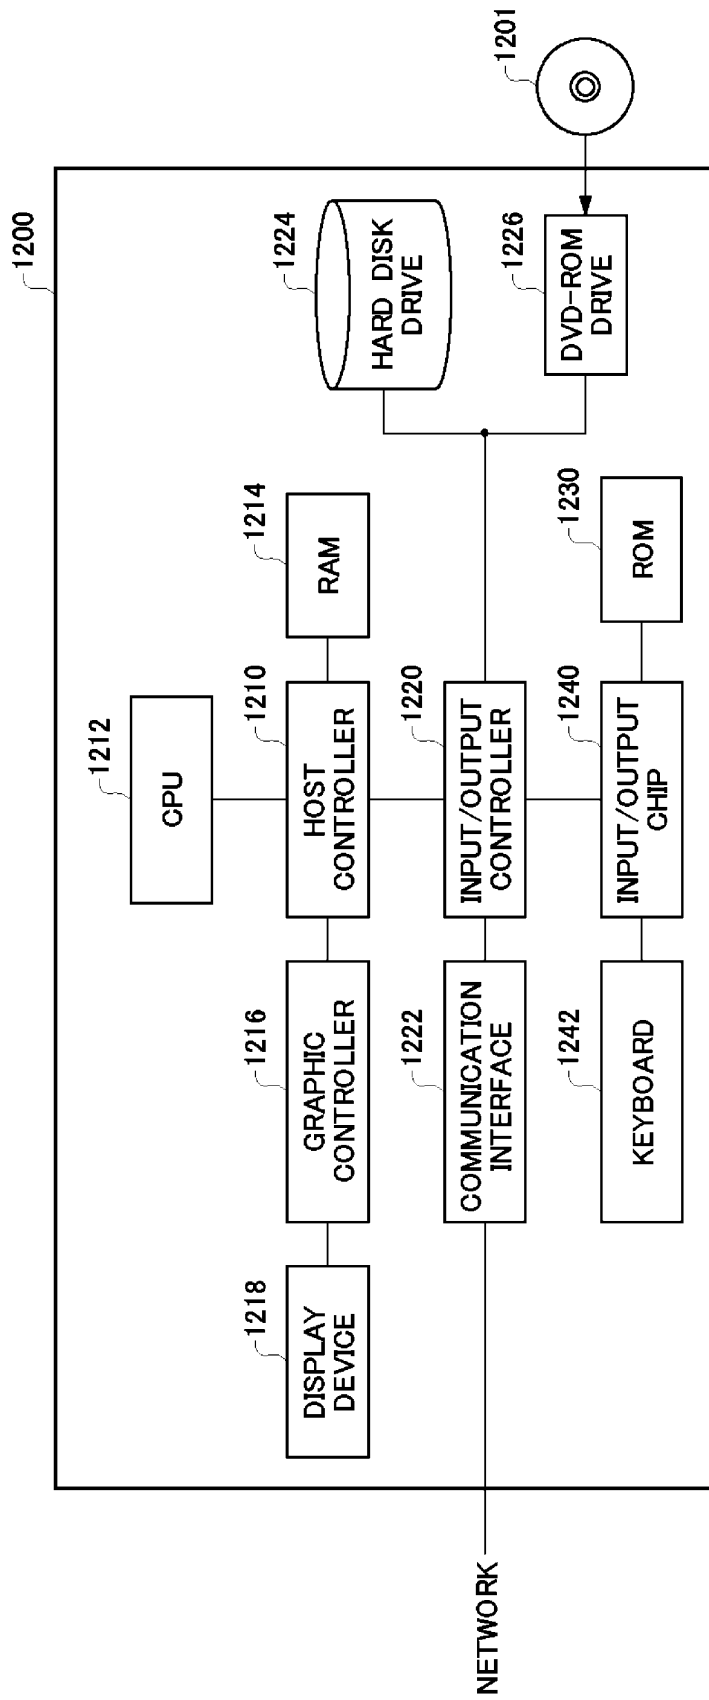 1200
1212
CPU
1218
DISPLAY
DEVICE
1216
GRAPHIC
CONTROLLER
1210
HOST
CONTROLLER
1214
RAM
1224
HARD DISK
DRIVE
NETWORK
1222
COMMUNICATION
INTERFACE
1220
INPUT/OUTPUT
CONTROLLER
1226
DVD-ROM
DRIVE
1201
1242
KEYBOARD
1240
INPUT/OUTPUT
CHIP
1230
ROM